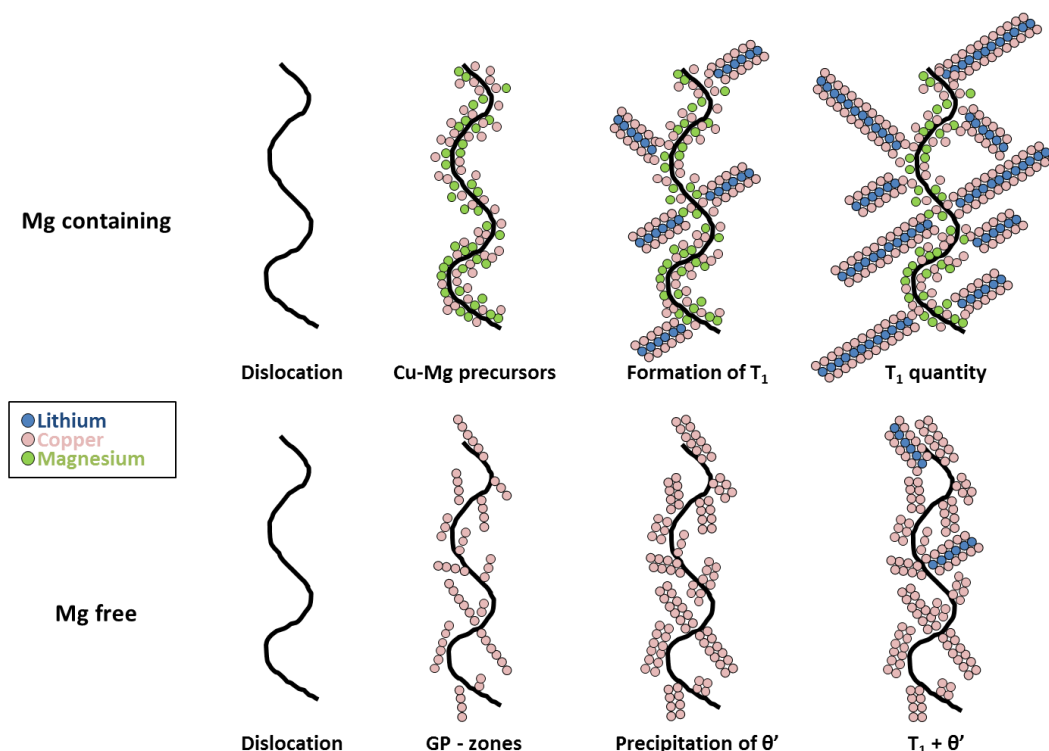 Mg containing
Dislocation
Cu-Mg precursors
Formation of T₁
T₁ quantity
Lithium
Copper
Magnesium
Mg free
Dislocation
GP - zones
Precipitation of θ'
T₁ + θ'